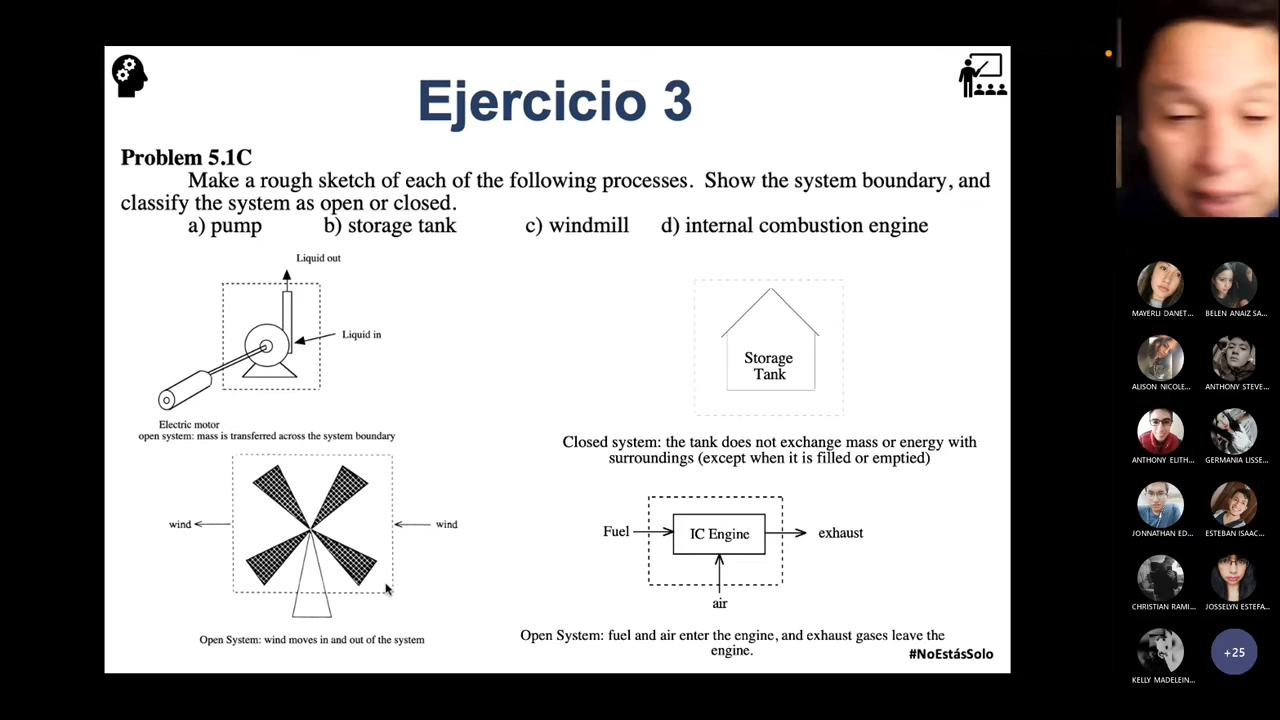 Ejercicio 3
Problem 5.1C
Make a rough sketch of each of the following processes. Show the system boundary, and
classify the system as open or closed.
a) pump b) storage tank c) windmill d) internal combustion engine
Liquid out
Liquid in
Electric motor
open system: mass is transferred across the system boundary
Storage
Tank
Closed system: the tank does not exchange mass or energy with
surroundings (except when it is filled or emptied)
wind
wind
Open System: wind moves in and out of the system
Fuel
IC Engine
exhaust
air
Open System: fuel and air enter the engine, and exhaust gases leave the
engine.
#NoEstásSolo
MAYERLI DANET...
BELEN ANAIZ SA...
ALISON NICOLE...
ANTHONY STEVE...
ANTHONY ELITH...
GERMANIA LISSE...
JONNATHAN ED...
ESTEBAN ISAAC...
CHRISTIAN RAMI...
JOSSELYN ESTEFA...
KELLY MADELEIN...
+25